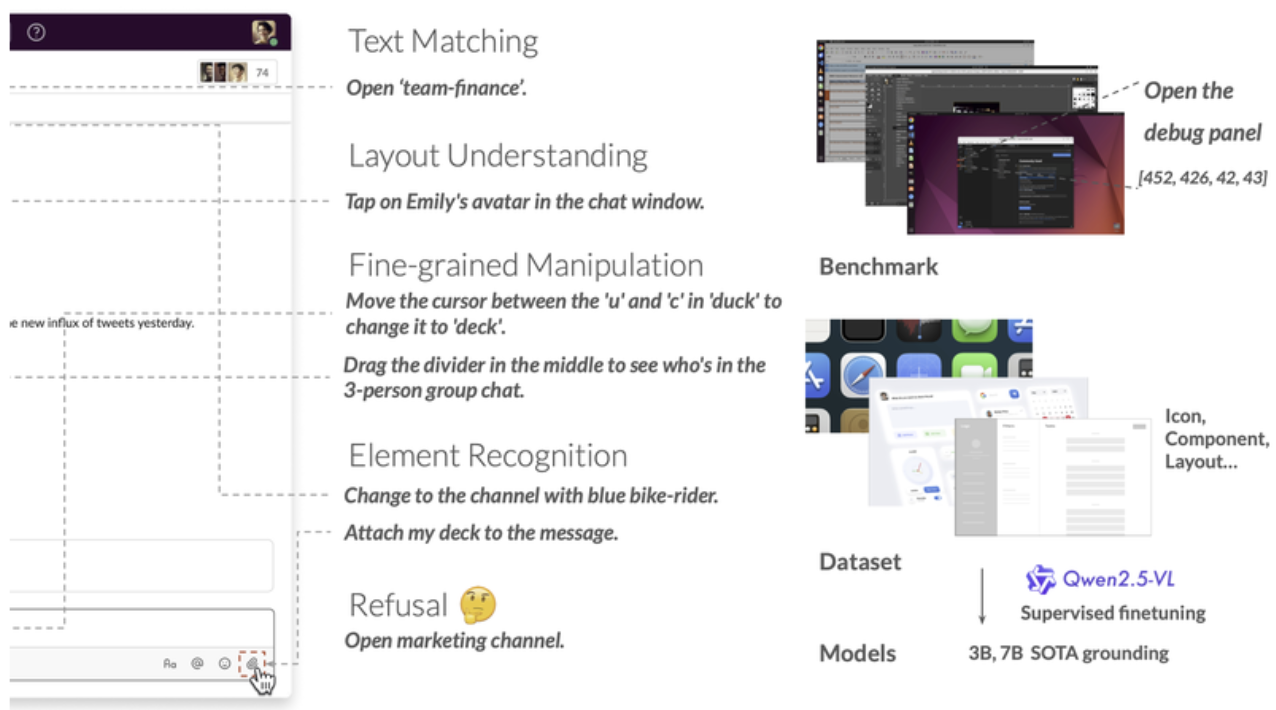 74
e new influx of tweets yesterday.
Aa @
Text Matching
Open ‘team-finance’.
Layout Understanding
Tap on Emily's avatar in the chat window.
Fine-grained Manipulation
Move the cursor between the 'u' and 'c' in 'duck' to
change it to 'deck'.
Drag the divider in the middle to see who's in the
3-person group chat.
Element Recognition
Change to the channel with blue bike-rider.
Attach my deck to the message.
Refusal 🤔
Open marketing channel.
Open the
debug panel
[452, 426, 42, 43]
Benchmark
Icon,
Component,
Layout...
Dataset
Qwen2.5-VL
Supervised finetuning
Models
3B, 7B SOTA grounding